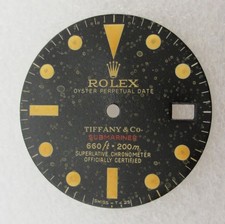 ROLEX
OYSTER PERPETUAL DATE
TIFFANY & Co.
SUBMARINER
660ft = 200m
SUPERLATIVE CHRONOMETER
OFFICIALLY CERTIFIED